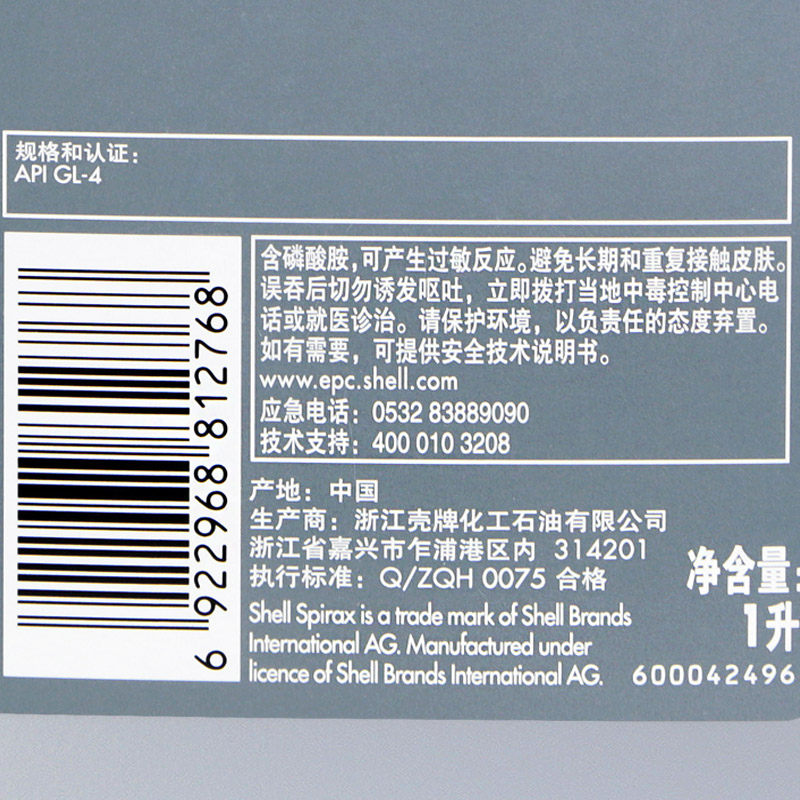 规格和认证：
API GL-4
含磷酸胺，可产生过敏反应。避免长期和重复接触皮肤。
误吞后切勿诱发呕吐，立即拨打当地中毒控制中心电
话或就医诊治。请保护环境，以负责任的态度弃置。
如有需要，可提供安全技术说明书。
www.epc.shell.com
应急电话：0532 83889090
技术支持：400 010 3208
6 922968 812768
产地：中国
生产商：浙江壳牌化工石油有限公司
浙江省嘉兴市乍浦港区内 314201
执行标准：Q/ZQH 0075 合格
净含量：
1升
Shell Spirax is a trade mark of Shell Brands
International AG. Manufactured under
licence of Shell Brands International AG.
600042496